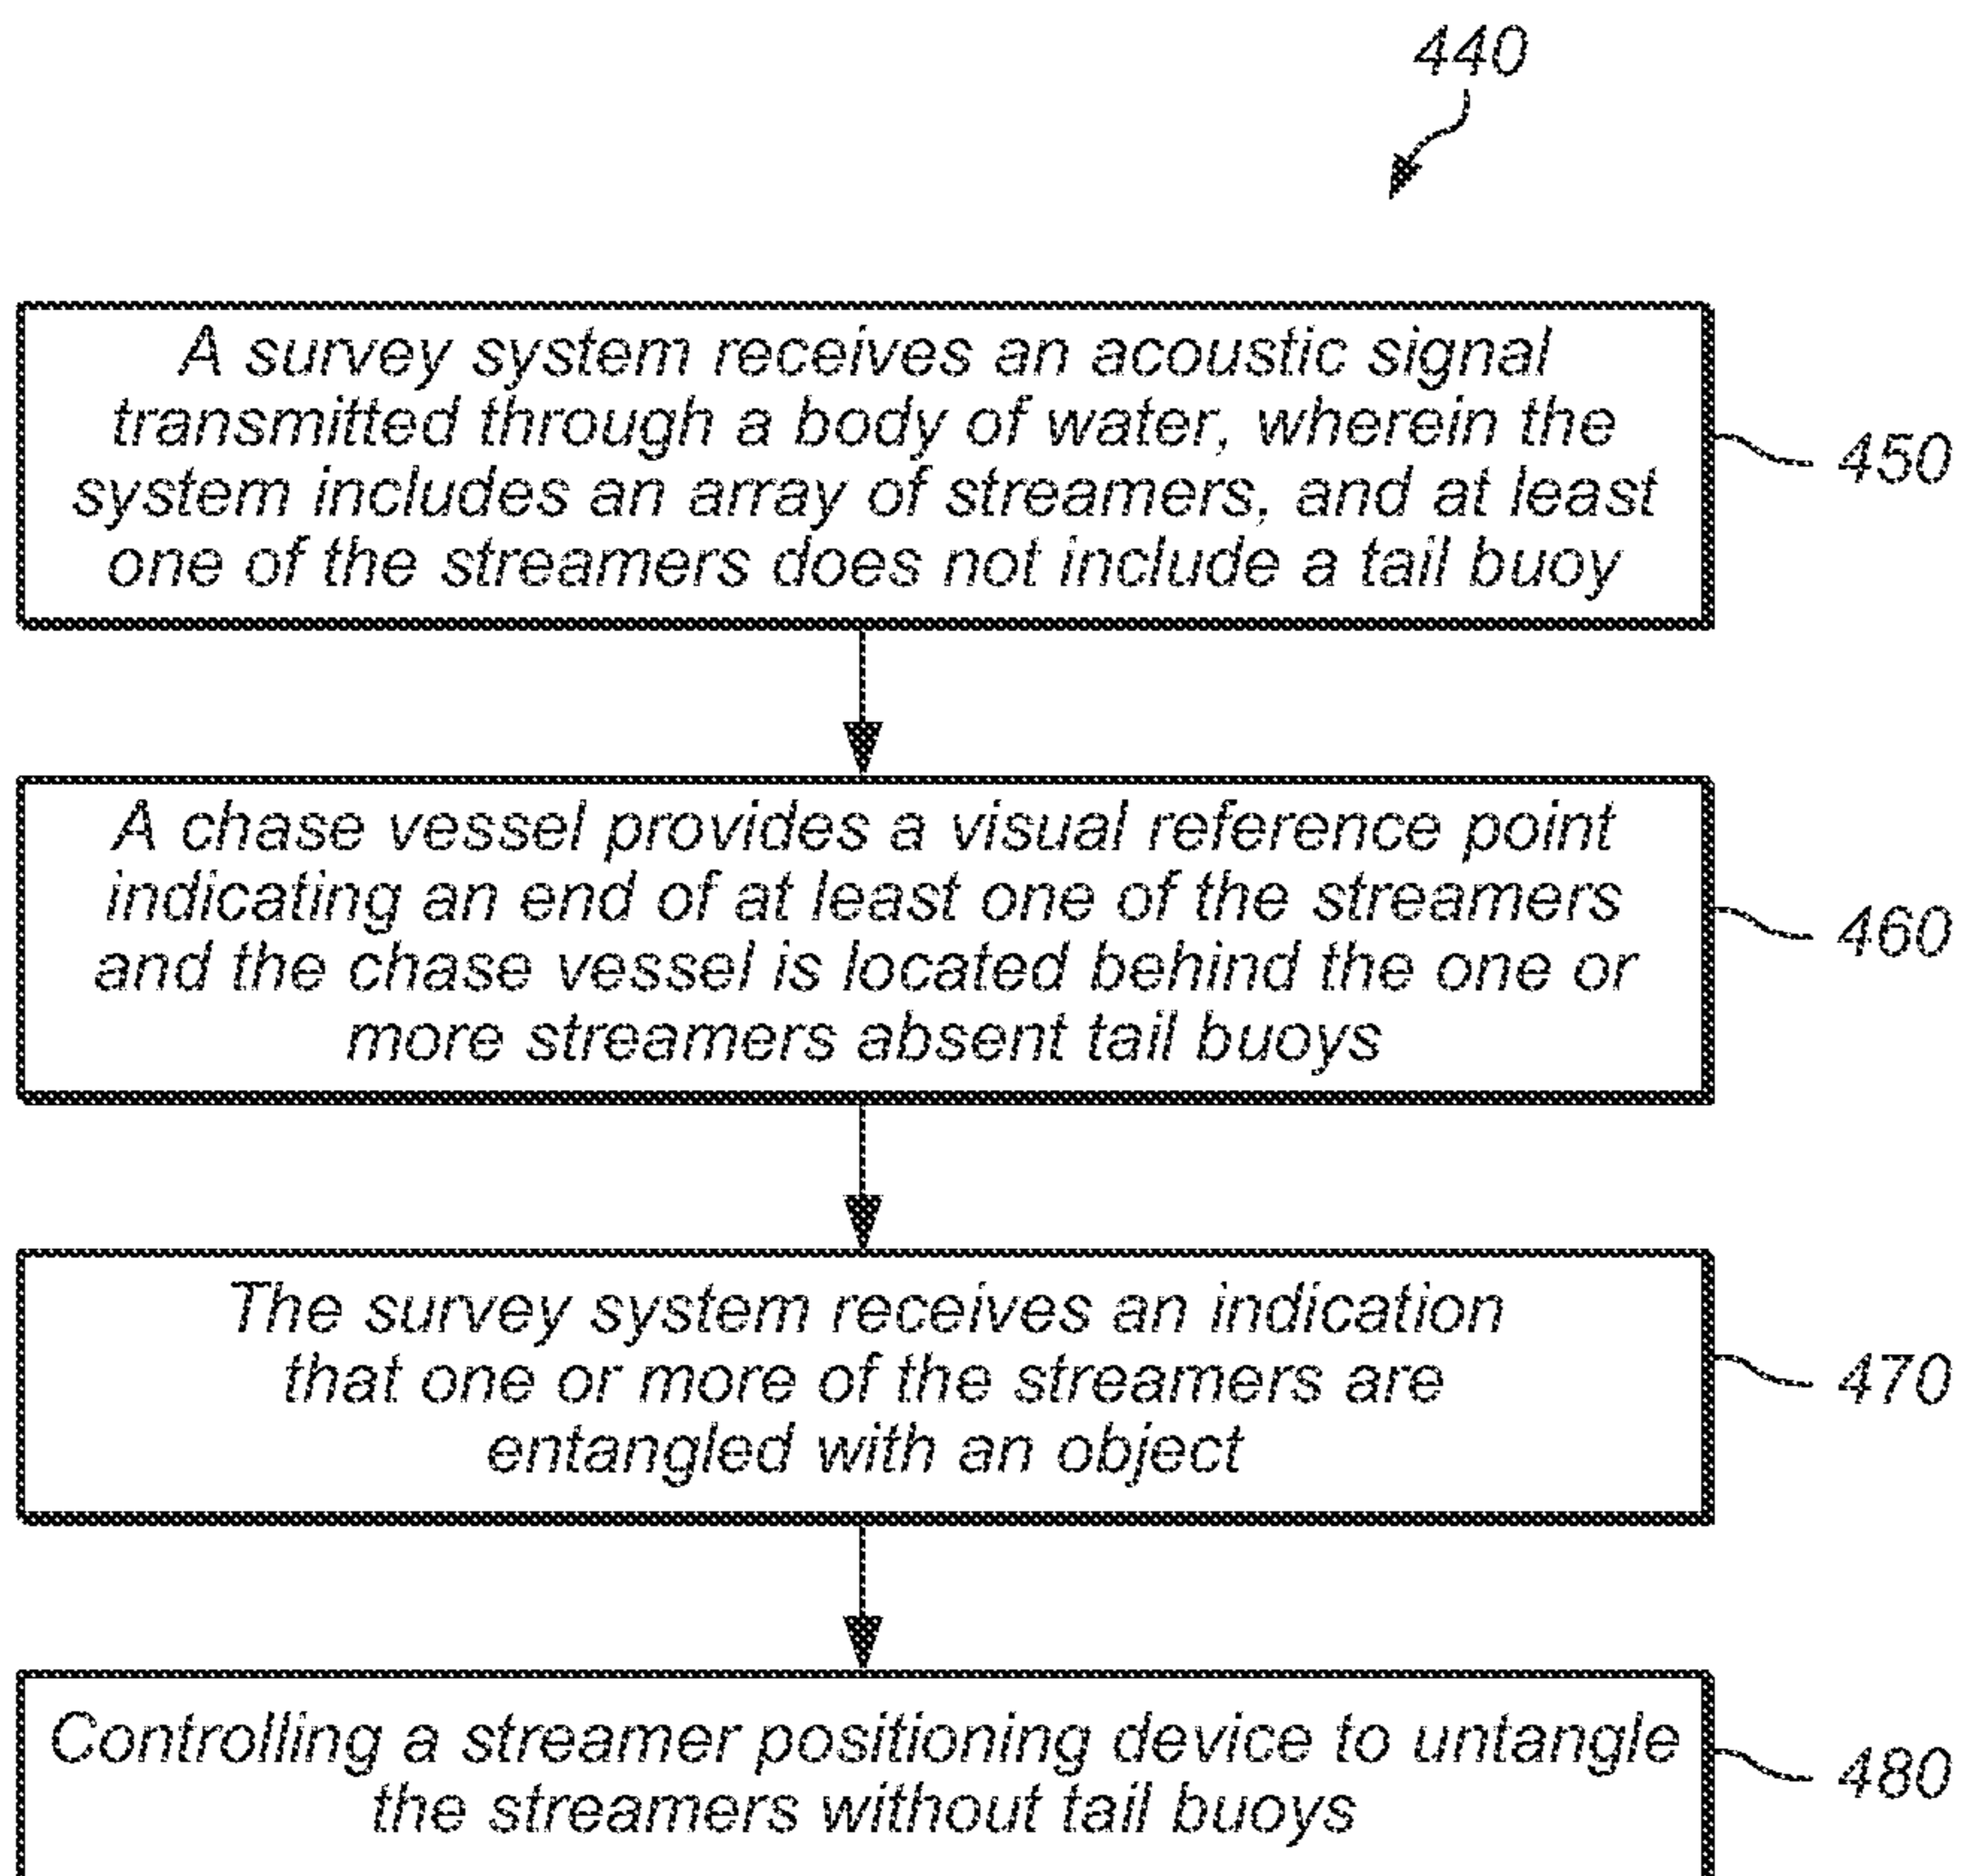 440
A survey system receives an acoustic signal
transmitted through a body of water, wherein the
system includes an array of streamers, and at least
one of the streamers does not include a tail buoy
450
A chase vessel provides a visual reference point
indicating an end of at least one of the streamers
and the chase vessel is located behind the one or
more streamers absent tail buoys
460
The survey system receives an indication
that one or more of the streamers are
entangled with an object
470
Controlling a streamer positioning device to untangle
the streamers without tail buoys
480